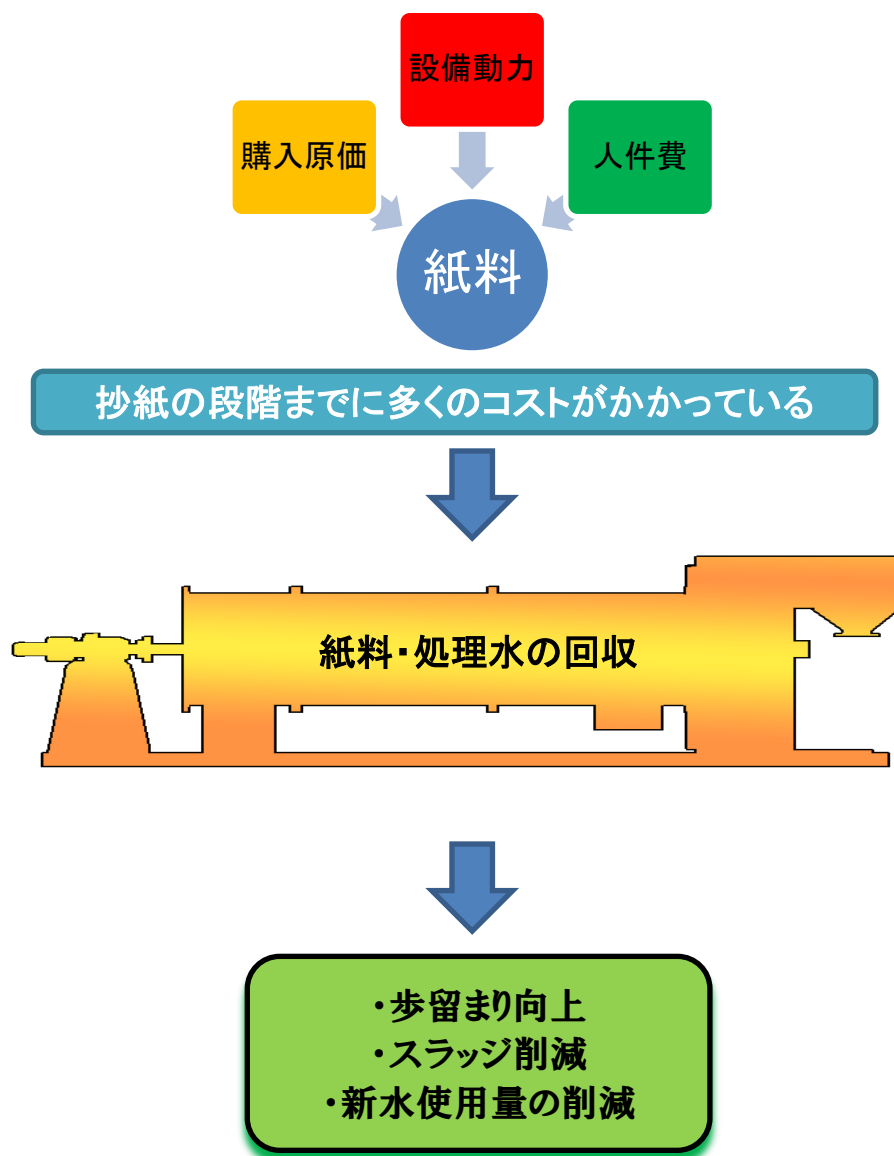 設備動力
購入原価
人件費
紙料
抄紙の段階までに多くのコストがかかっている
紙料・処理水の回収
・歩留まり向上
・スラッジ削減
・新水使用量の削減